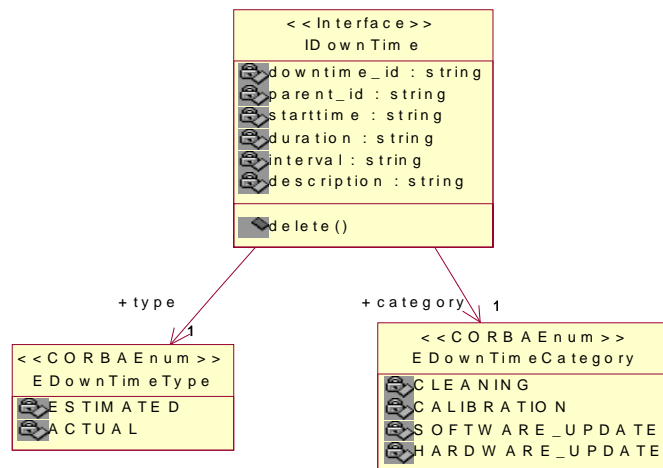 <<Interface>>
IDownTime
downtime_id : string
parent_id : string
starttime : string
duration : string
interval : string
description : string
delete()
+type
1
+category
1
<<CORBAEnum>>
EDownTimeType
ESTIMATED
ACTUAL
<<CORBAEnum>>
EDownTimeCategory
CLEANING
CALIBRATION
SOFTWARE_UPDATE
HARDWARE_UPDATE